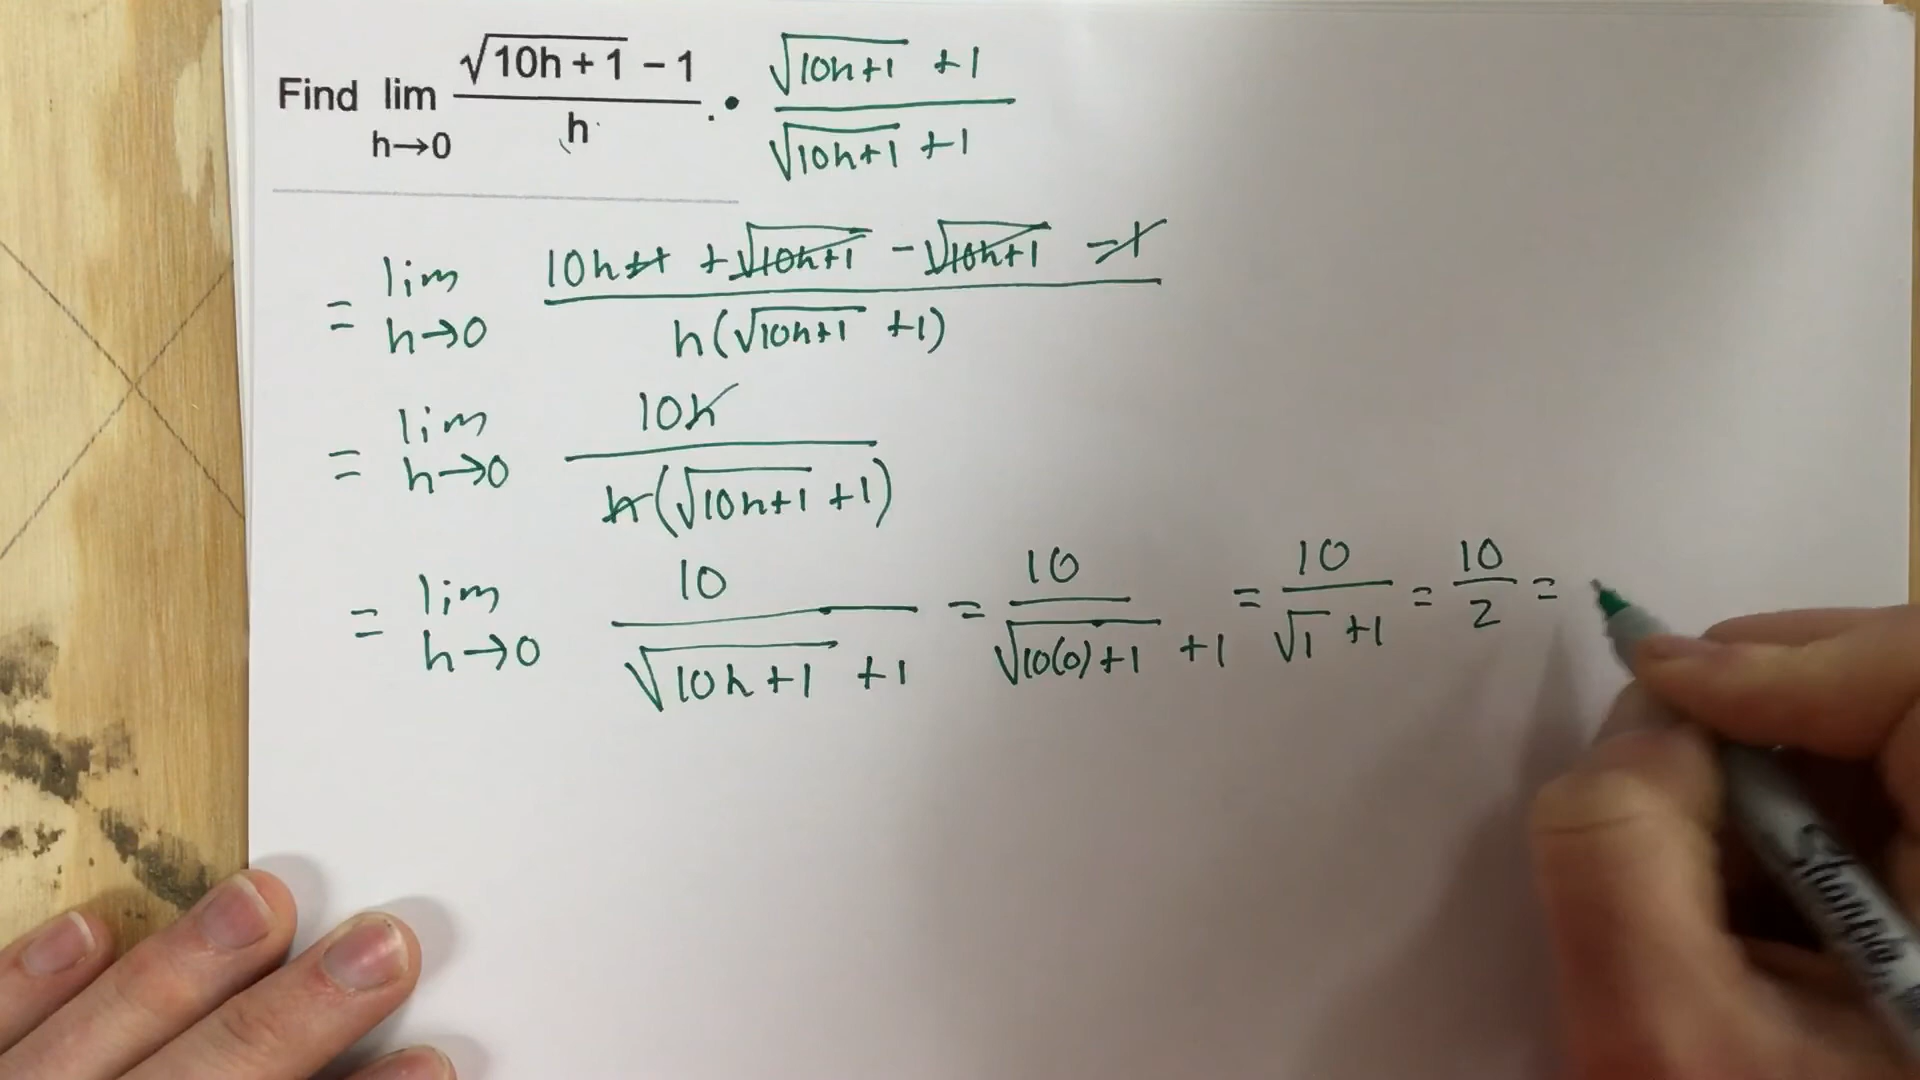 Find lim h→0 (√(10h+1) - 1)/h . • (√(10h+1) +1)/(√(10h+1) +1)
= lim h→0 (10h+1 +√(10h+1) -√(10h+1) -1)/(h(√(10h+1) +1))
= lim h→0 10h/(h(√(10h+1) +1))
= lim h→0 10/(√(10h+1) +1) = 10/(√(10(0)+1) +1) = 10/(√1 +1) = 10/2 =
Sharpie